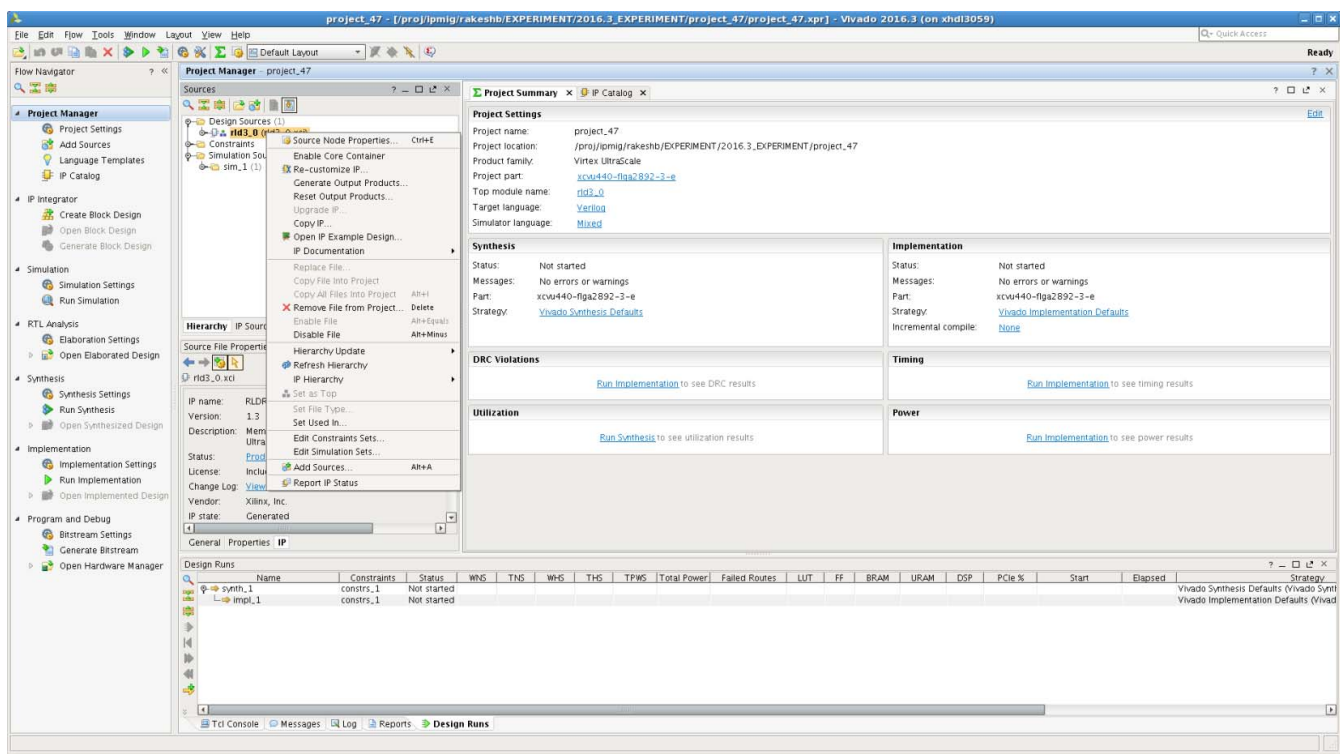 project_47 - [/proj/ipmig/rakeshb/EXPERIMENT/2016.3_EXPERIMENT/project_47/project_47.xpr] - Vivado 2016.3 (on xhdl3059)
File Edit Flow Tools Window Layout View Help
Quick Access
Default Layout
Ready
Flow Navigator
Project Manager
Project Settings
Add Sources
Language Templates
IP Catalog
IP Integrator
Create Block Design
Open Block Design
Generate Block Design
Simulation
Simulation Settings
Run Simulation
RTL Analysis
Elaboration Settings
Open Elaborated Design
Synthesis
Synthesis Settings
Run Synthesis
Open Synthesized Design
Implementation
Implementation Settings
Run Implementation
Open Implemented Design
Program and Debug
Bitstream Settings
Generate Bitstream
Open Hardware Manager
Project Manager - project_47
Sources
Design Sources (1)
rld3_0
Constraints
Simulation Sou
sim_1 (1)
Hierarchy IP Sourc
Source File Propertie
rld3_0.xci
IP name: RLDR
Version: 1.3
Description: Mem
Ultra
Status: Prod
License: Inclu
Change Log: View
Vendor: Xilinx, Inc.
IP state: Generated
General Properties IP
Source Node Properties... Ctrl+E
Enable Core Container
Re-customize IP...
Generate Output Products...
Reset Output Products...
Upgrade IP...
Copy IP...
Open IP Example Design...
IP Documentation
Replace File...
Copy File Into Project
Copy All Files Into Project Alt+I
Remove File from Project... Delete
Enable File Alt+Equals
Disable File Alt+Minus
Hierarchy Update
Refresh Hierarchy
IP Hierarchy
Set as Top
Set File Type...
Set Used In...
Edit Constraints Sets...
Edit Simulation Sets...
Add Sources... Alt+A
Report IP Status
Project Summary IP Catalog
Project Settings Edit
Project name: project_47
Project location: /proj/ipmig/rakeshb/EXPERIMENT/2016.3_EXPERIMENT/project_47
Product family: Virtex UltraScale
Project part: xcvu440-flga2892-3-e
Top module name: rld3_0
Target language: Verilog
Simulator language: Mixed
Synthesis
Status: Not started
Messages: No errors or warnings
Part: xcvu440-flga2892-3-e
Strategy: Vivado Synthesis Defaults
Implementation
Status: Not started
Messages: No errors or warnings
Part: xcvu440-flga2892-3-e
Strategy: Vivado Implementation Defaults
Incremental compile: None
DRC Violations
Run Implementation to see DRC results
Timing
Run Implementation to see timing results
Utilization
Run Synthesis to see utilization results
Power
Run Implementation to see power results
Design Runs
Name Constraints Status WNS TNS WHS THS TPWS Total Power Failed Routes LUT FF BRAM URAM DSP PCIe % Start Elapsed Strategy
synth_1 constrs_1 Not started Vivado Synthesis Defaults (Vivado Synth
impl_1 constrs_1 Not started Vivado Implementation Defaults (Vivad
Tcl Console Messages Log Reports Design Runs